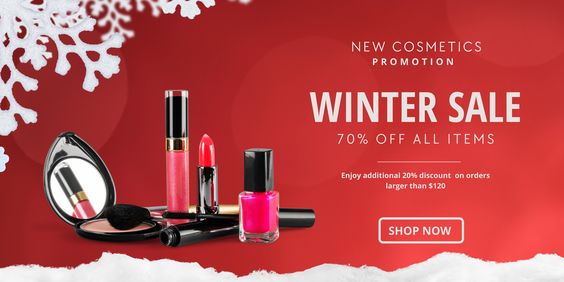 NEW COSMETICS
PROMOTION
WINTER SALE
70% OFF ALL ITEMS
Enjoy additional 20% discount on orders
larger than $120
SHOP NOW